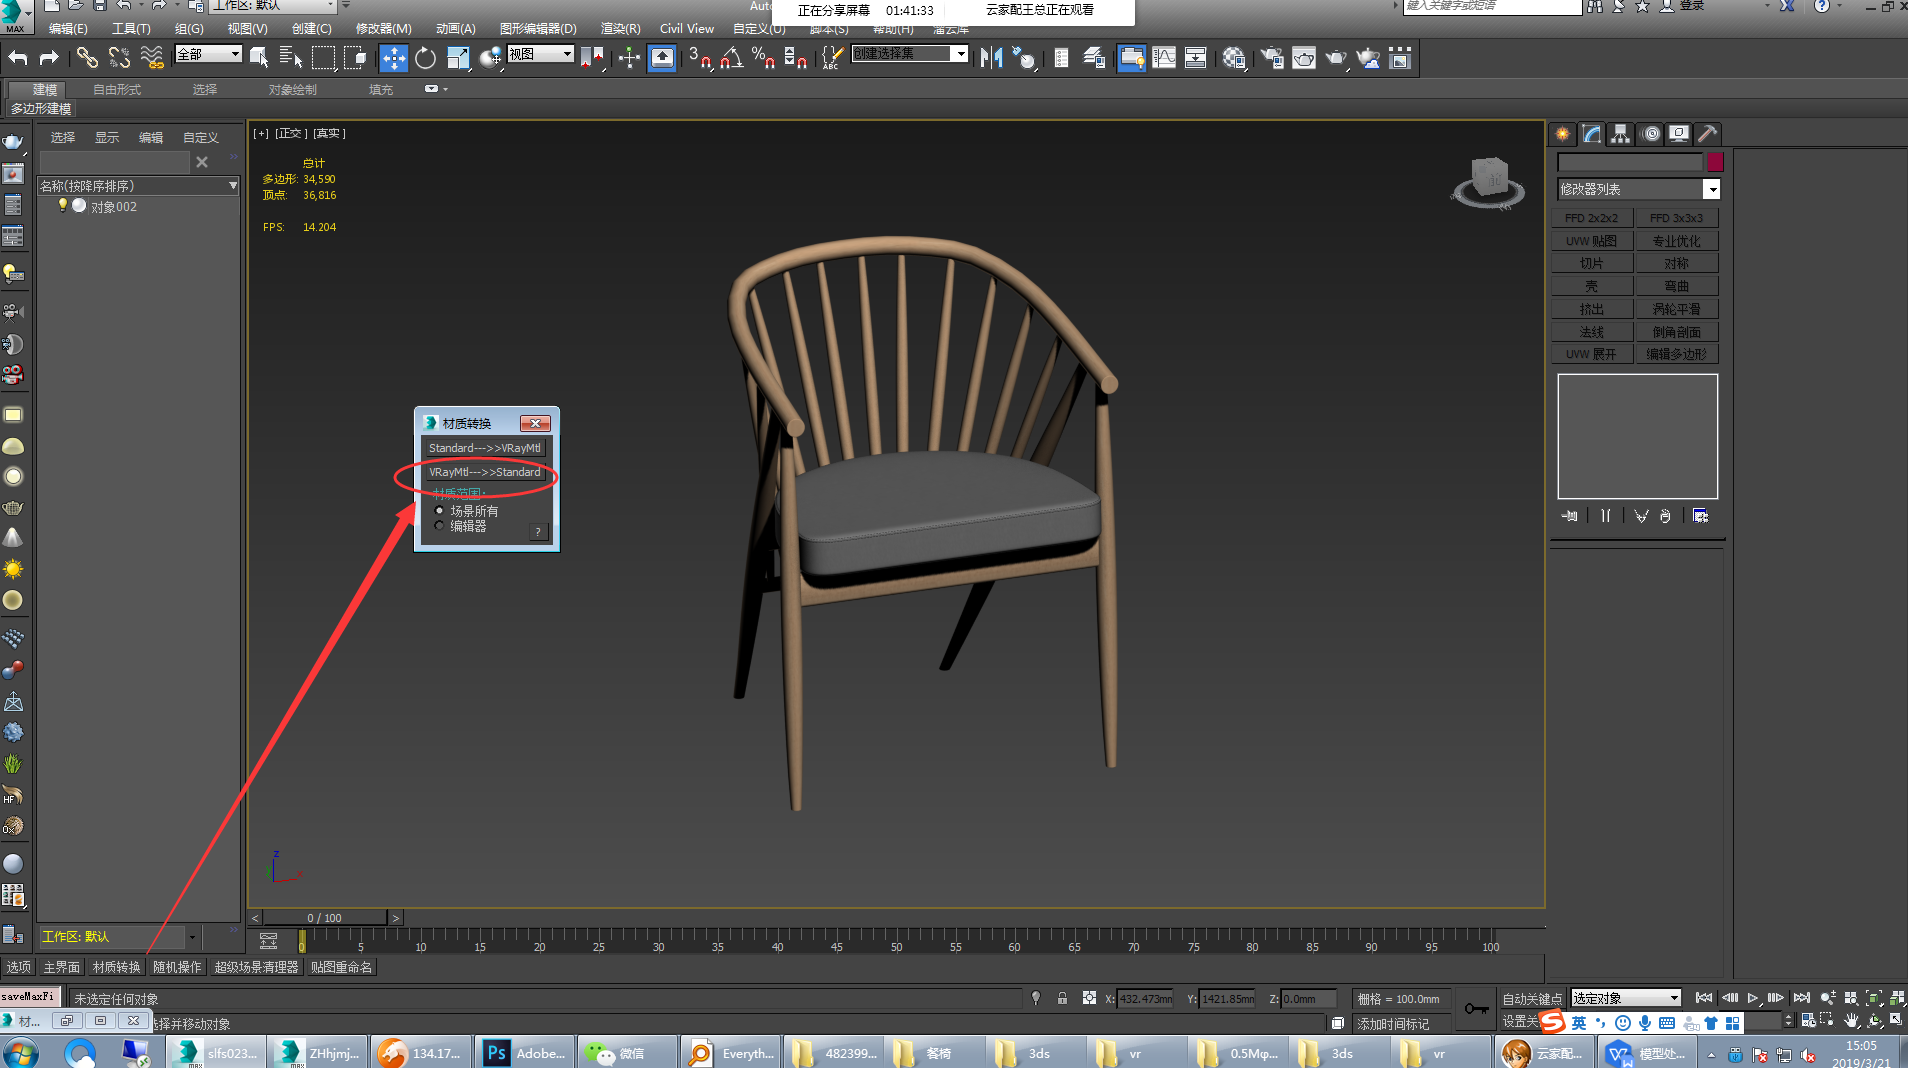 工作区: 默认
Auto
正在分享屏幕 01:41:33 云家配王总正在观看
键入关键字或短语
登录
MAX
编辑(E) 工具(T) 组(G) 视图(V) 创建(C) 修改器(M) 动画(A) 图形编辑器(D) 渲染(R) Civil View 自定义(U) 脚本(S) 帮助(H) 溜云库
全部
视图
创建选择集
建模 自由形式 选择 对象绘制 填充
多边形建模
选择 显示 编辑 自定义
名称(按降序排序)
对象002
[+] [正交] [真实]
总计
多边形: 34,590
顶点: 36,816
FPS: 14.204
材质转换
Standard--->>VRayMtl
VRayMtl--->>Standard
材质范围:
场景所有
编辑器
?
修改器列表
FFD 2x2x2 FFD 3x3x3
UVW 贴图 专业优化
切片 对称
壳 弯曲
挤出 涡轮平滑
法线 倒角剖面
UVW 展开 编辑多边形
z
x
< 0 / 100 >
工作区: 默认
0 5 10 15 20 25 30 35 40 45 50 55 60 65 70 75 80 85 90 95 100
选项 主界面 材质转换 随机操作 超级场景清理器 贴图重命名
saveMaxFi
未选定任何对象
X: 432.473mm Y: 1421.85mm Z: 0.0mm 栅格 = 100.0mm
自动关键点 选定对象
材...
选择并移动对象
添加时间标记
设置关
英
slfs023... ZHhjmj... 134.17... Adobe... 微信 Everyth... 482399... 客椅 3ds vr 0.5Mφ... 3ds vr 云家配... 模型处...
15:05
2019/3/21